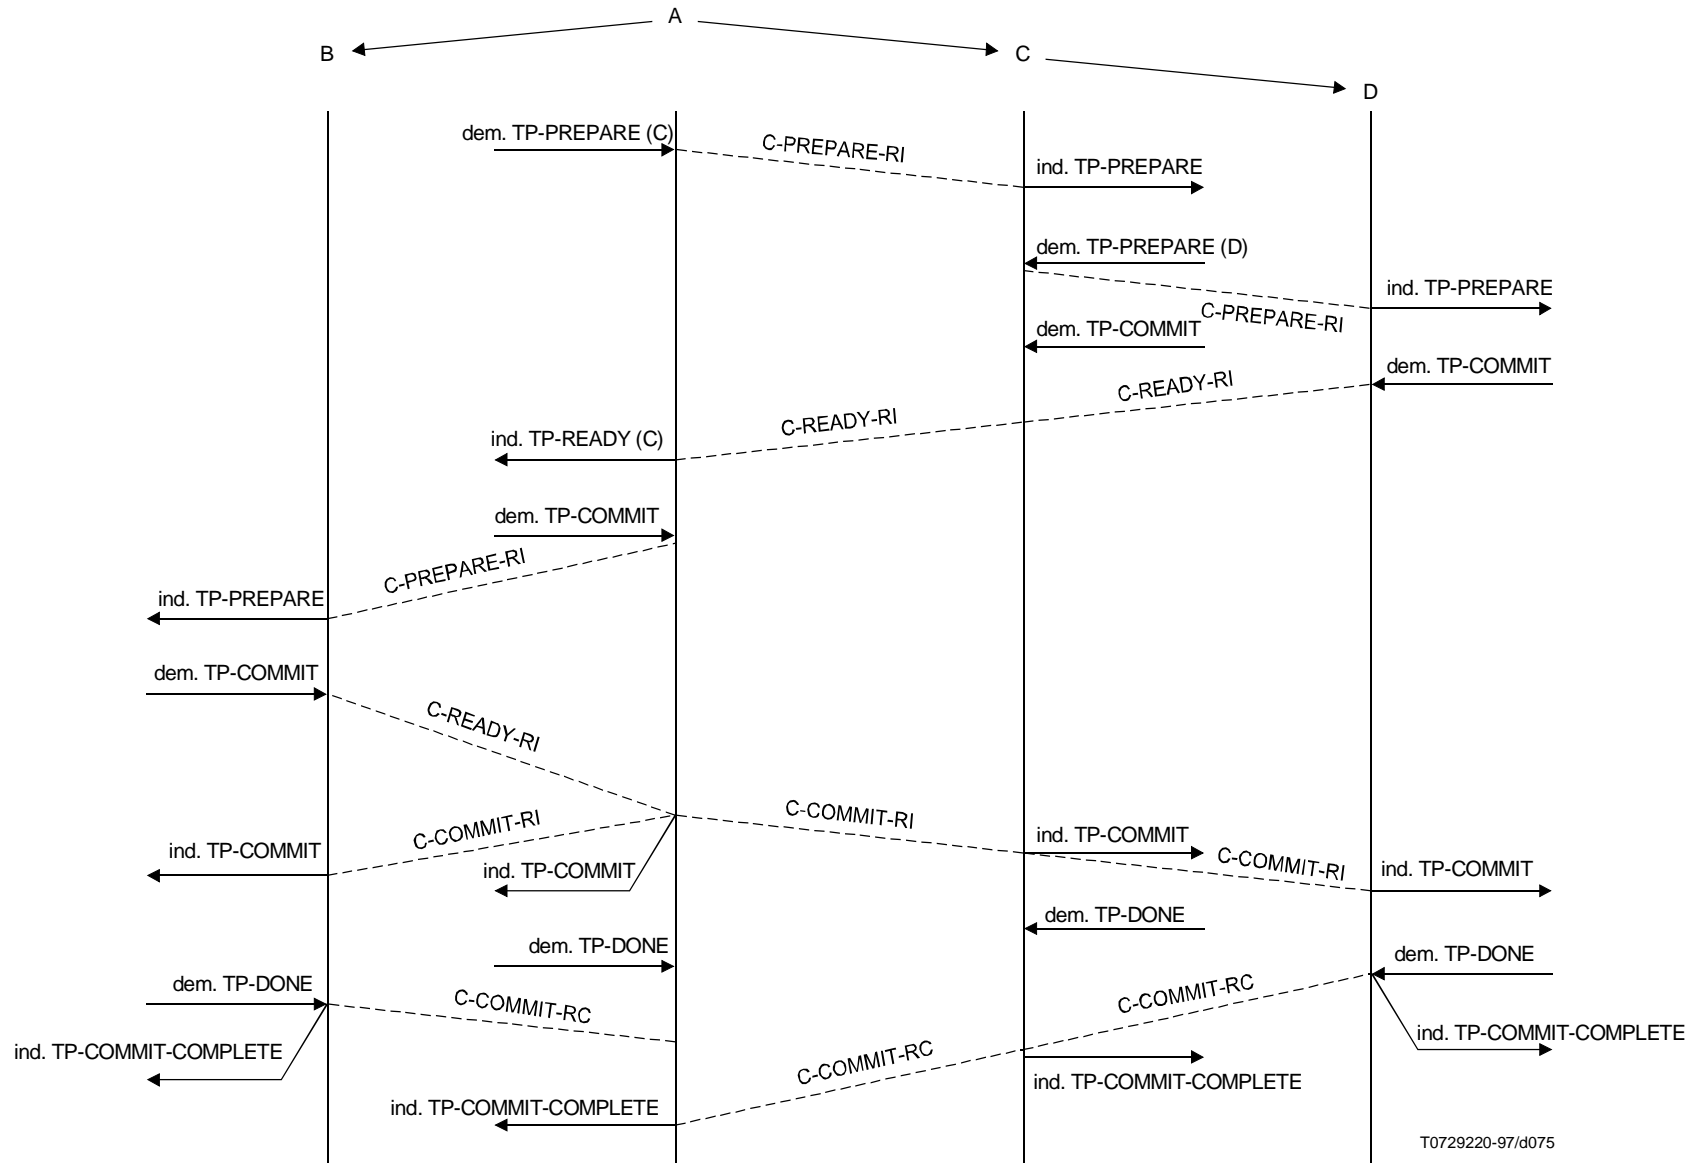 A
B
C
D
dem. TP-PREPARE (C)
C-PREPARE-RI
ind. TP-PREPARE
dem. TP-PREPARE (D)
ind. TP-PREPARE
C-PREPARE-RI
dem. TP-COMMIT
dem. TP-COMMIT
C-READY-RI
C-READY-RI
ind. TP-READY (C)
dem. TP-COMMIT
C-PREPARE-RI
ind. TP-PREPARE
dem. TP-COMMIT
C-READY-RI
C-COMMIT-RI
C-COMMIT-RI
ind. TP-COMMIT
ind. TP-COMMIT
ind. TP-COMMIT
C-COMMIT-RI
ind. TP-COMMIT
dem. TP-DONE
dem. TP-DONE
dem. TP-DONE
dem. TP-DONE
C-COMMIT-RC
C-COMMIT-RC
ind. TP-COMMIT-COMPLETE
ind. TP-COMMIT-COMPLETE
C-COMMIT-RC
ind. TP-COMMIT-COMPLETE
ind. TP-COMMIT-COMPLETE
T0729220-97/d075